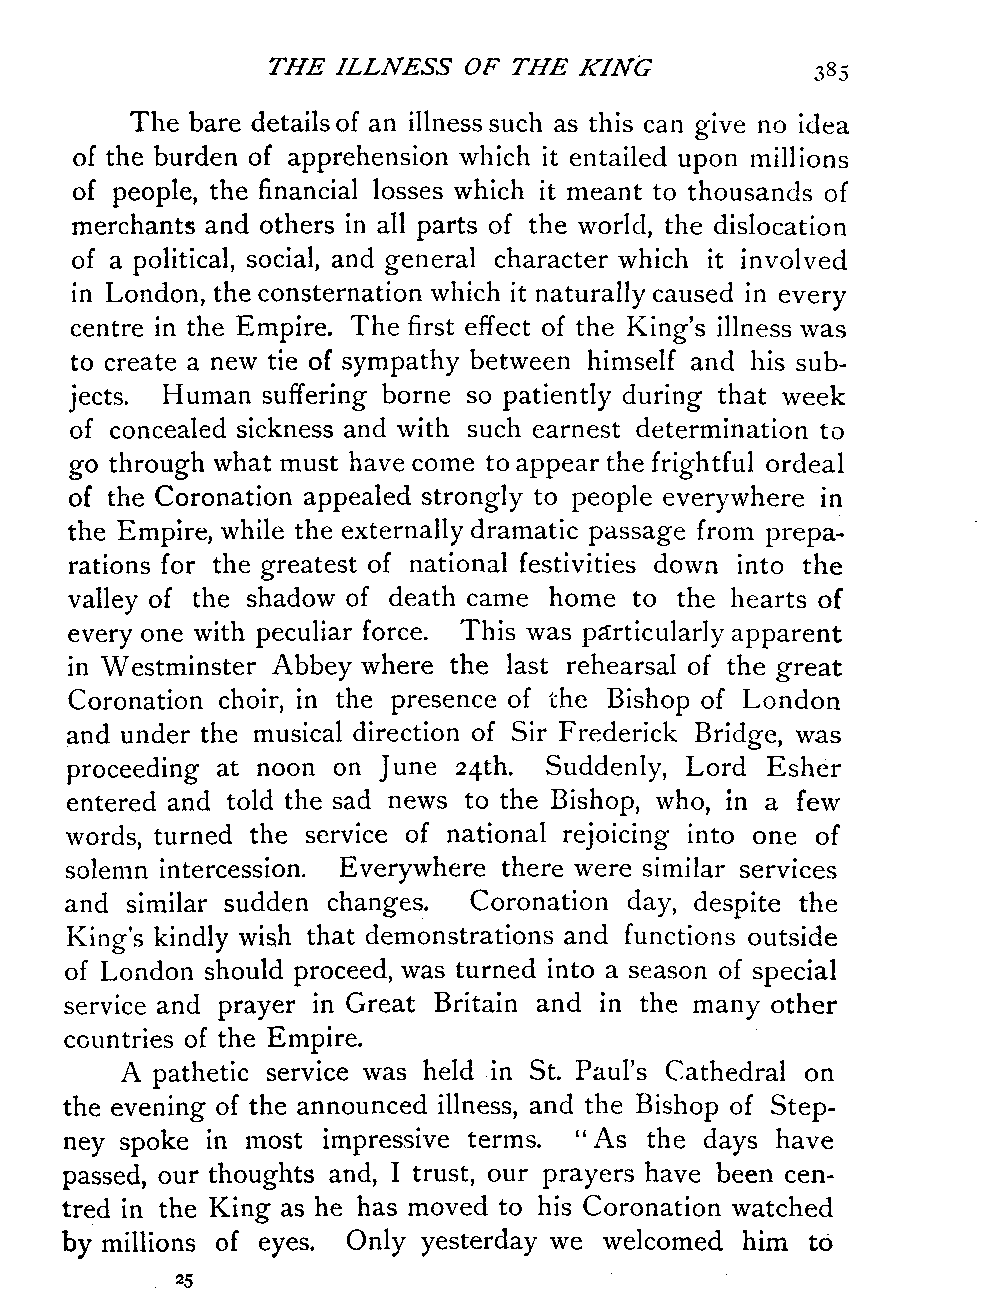 THE ILLNESS OF THE KING 385
The bare details of an illness such as this can give no idea
of the burden of apprehension which it entailed upon millions
of people, the financial losses which it meant to thousands of
merchants and others in all parts of the world, the dislocation
of a political, social, and general character which it involved
in London, the consternation which it naturally caused in every
centre in the Empire. The first effect of the King's illness was
to create a new tie of sympathy between himself and his sub-
jects. Human suffering borne so patiently during that week
of concealed sickness and with such earnest determination to
go through what must have come to appear the frightful ordeal
of the Coronation appealed strongly to people everywhere in
the Empire, while the externally dramatic passage from prepa-
rations for the greatest of national festivities down into the
valley of the shadow of death came home to the hearts of
every one with peculiar force. This was particularly apparent
in Westminster Abbey where the last rehearsal of the great
Coronation choir, in the presence of the Bishop of London
and under the musical direction of Sir Frederick Bridge, was
proceeding at noon on June 24th. Suddenly, Lord Esher
entered and told the sad news to the Bishop, who, in a few
words, turned the service of national rejoicing into one of
solemn intercession. Everywhere there were similar services
and similar sudden changes. Coronation day, despite the
King's kindly wish that demonstrations and functions outside
of London should proceed, was turned into a season of special
service and prayer in Great Britain and in the many other
countries of the Empire.
A pathetic service was held in St. Paul's Cathedral on
the evening of the announced illness, and the Bishop of Step-
ney spoke in most impressive terms. "As the days have
passed, our thoughts and, I trust, our prayers have been cen-
tred in the King as he has moved to his Coronation watched
by millions of eyes. Only yesterday we welcomed him to
25